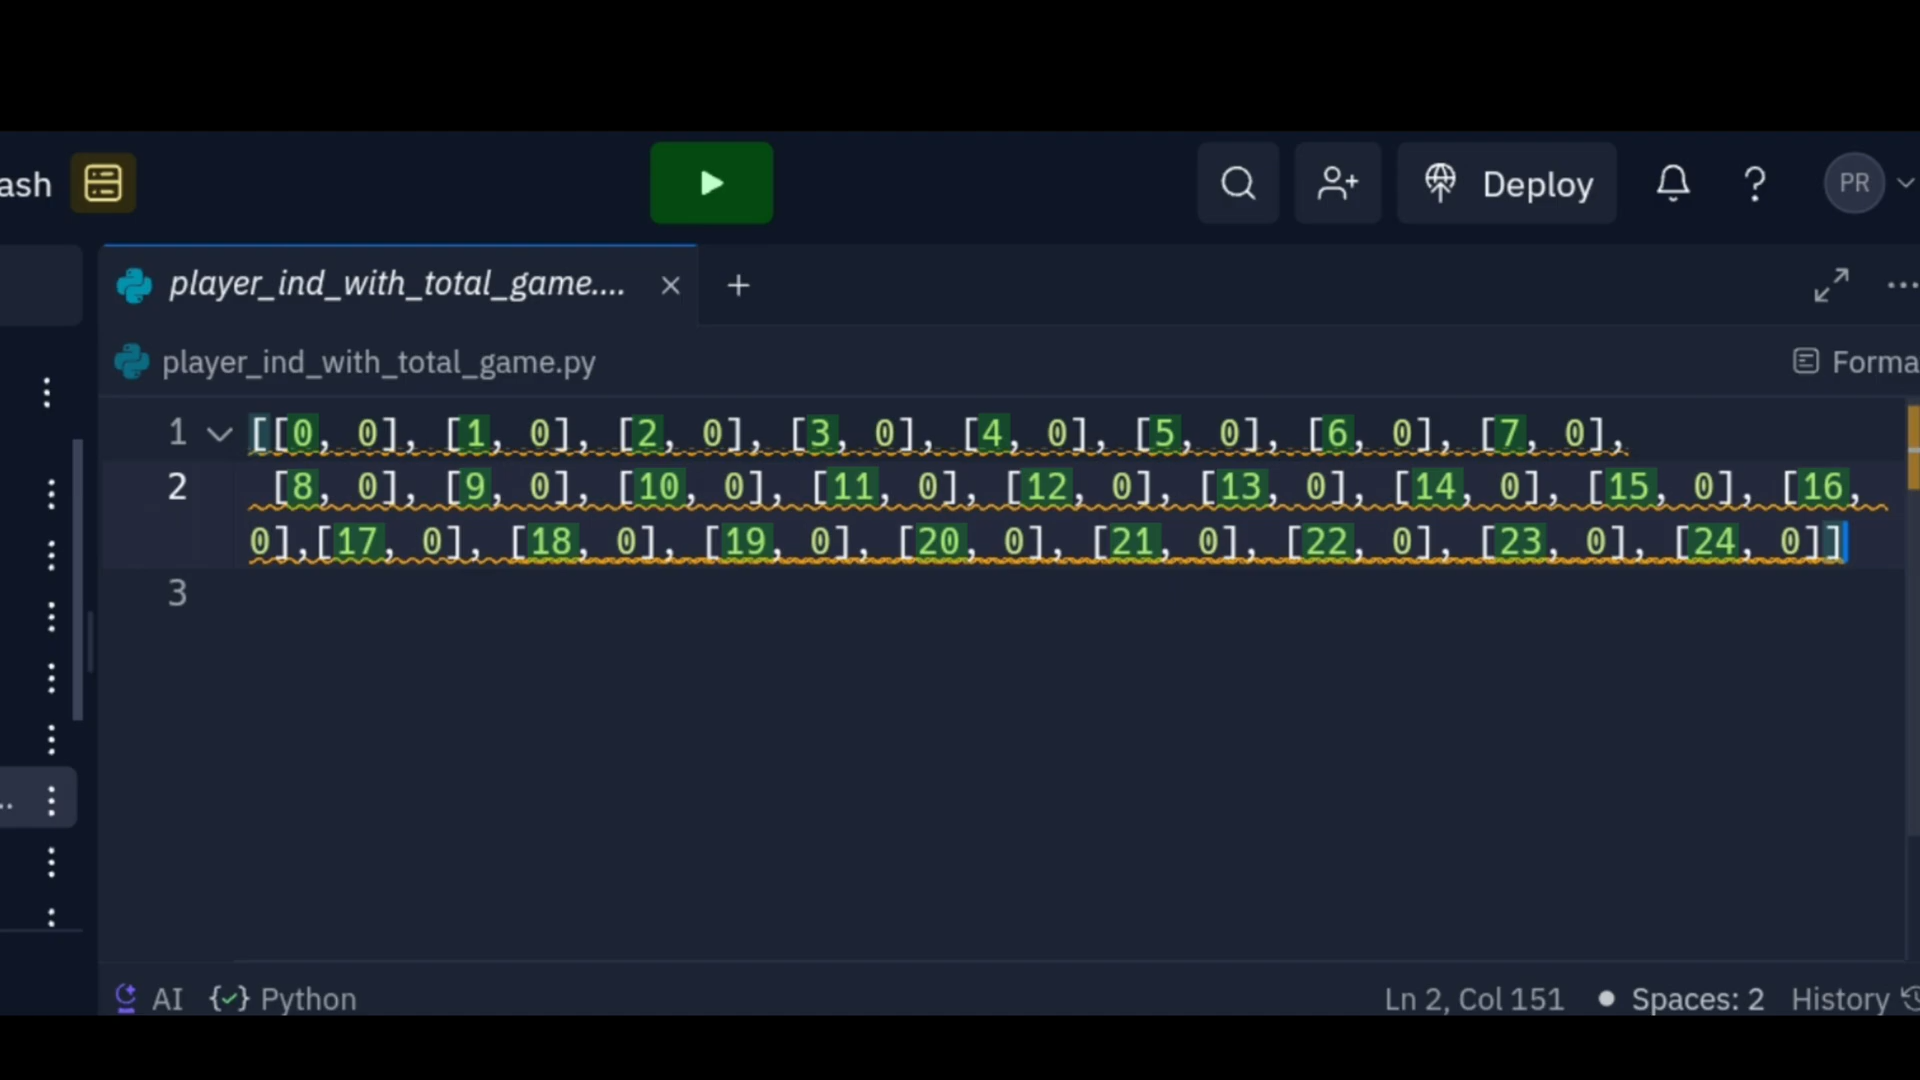 ash
Deploy
?
PR
player_ind_with_total_game....
player_ind_with_total_game.py
Forma
1 [[0, 0], [1, 0], [2, 0], [3, 0], [4, 0], [5, 0], [6, 0], [7, 0],
2 [8, 0], [9, 0], [10, 0], [11, 0], [12, 0], [13, 0], [14, 0], [15, 0], [16,
0],[17, 0], [18, 0], [19, 0], [20, 0], [21, 0], [22, 0], [23, 0], [24, 0]]
3
AI {✓} Python
Ln 2, Col 151
Spaces: 2
History